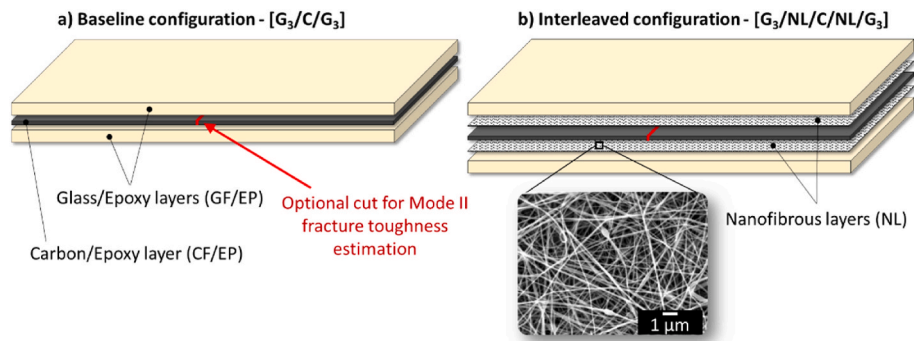 a) Baseline configuration - [G₃/C/G₃]
b) Interleaved configuration - [G₃/NL/C/NL/G₃]
Glass/Epoxy layers (GF/EP)
Carbon/Epoxy layer (CF/EP)
Optional cut for Mode II
fracture toughness
estimation
Nanofibrous layers (NL)
1 μm